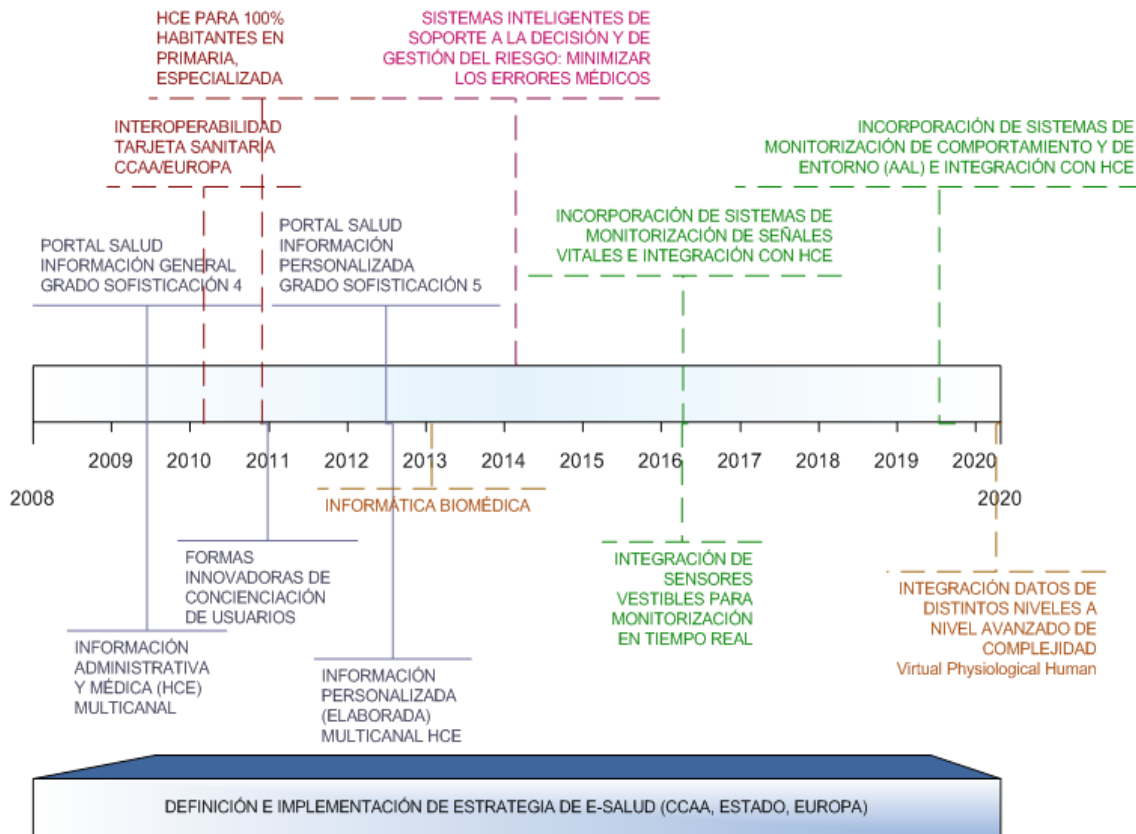 HCE PARA 100%
HABITANTES EN
PRIMARIA,
ESPECIALIZADA
SISTEMAS INTELIGENTES DE
SOPORTE A LA DECISIÓN Y DE
GESTIÓN DEL RIESGO: MINIMIZAR
LOS ERRORES MÉDICOS
INTEROPERABILIDAD
TARJETA SANITARIA
CCAA/EUROPA
INCORPORACIÓN DE SISTEMAS DE
MONITORIZACIÓN DE COMPORTAMIENTO Y DE
ENTORNO (AAL) E INTEGRACIÓN CON HCE
PORTAL SALUD
INFORMACIÓN GENERAL
GRADO SOFISTICACIÓN 4
PORTAL SALUD
INFORMACIÓN
PERSONALIZADA
GRADO SOFISTICACIÓN 5
INCORPORACIÓN DE SISTEMAS DE
MONITORIZACIÓN DE SEÑALES
VITALES E INTEGRACIÓN CON HCE
2009 2010 2011 2012 2013 2014 2015 2016 2017 2018 2019 2020
2008 2020
INFORMÁTICA BIOMÉDICA
FORMAS
INNOVADORAS DE
CONCIENCIACIÓN
DE USUARIOS
INTEGRACIÓN DE
SENSORES
VESTIBLES PARA
MONITORIZACIÓN
EN TIEMPO REAL
INTEGRACIÓN DATOS DE
DISTINTOS NIVELES A
NIVEL AVANZADO DE
COMPLEJIDAD
Virtual Physiological Human
INFORMACIÓN
ADMINISTRATIVA
Y MÉDICA (HCE)
MULTICANAL
INFORMACIÓN
PERSONALIZADA
(ELABORADA)
MULTICANAL HCE
DEFINICIÓN E IMPLEMENTACIÓN DE ESTRATEGIA DE E-SALUD (CCAA, ESTADO, EUROPA)